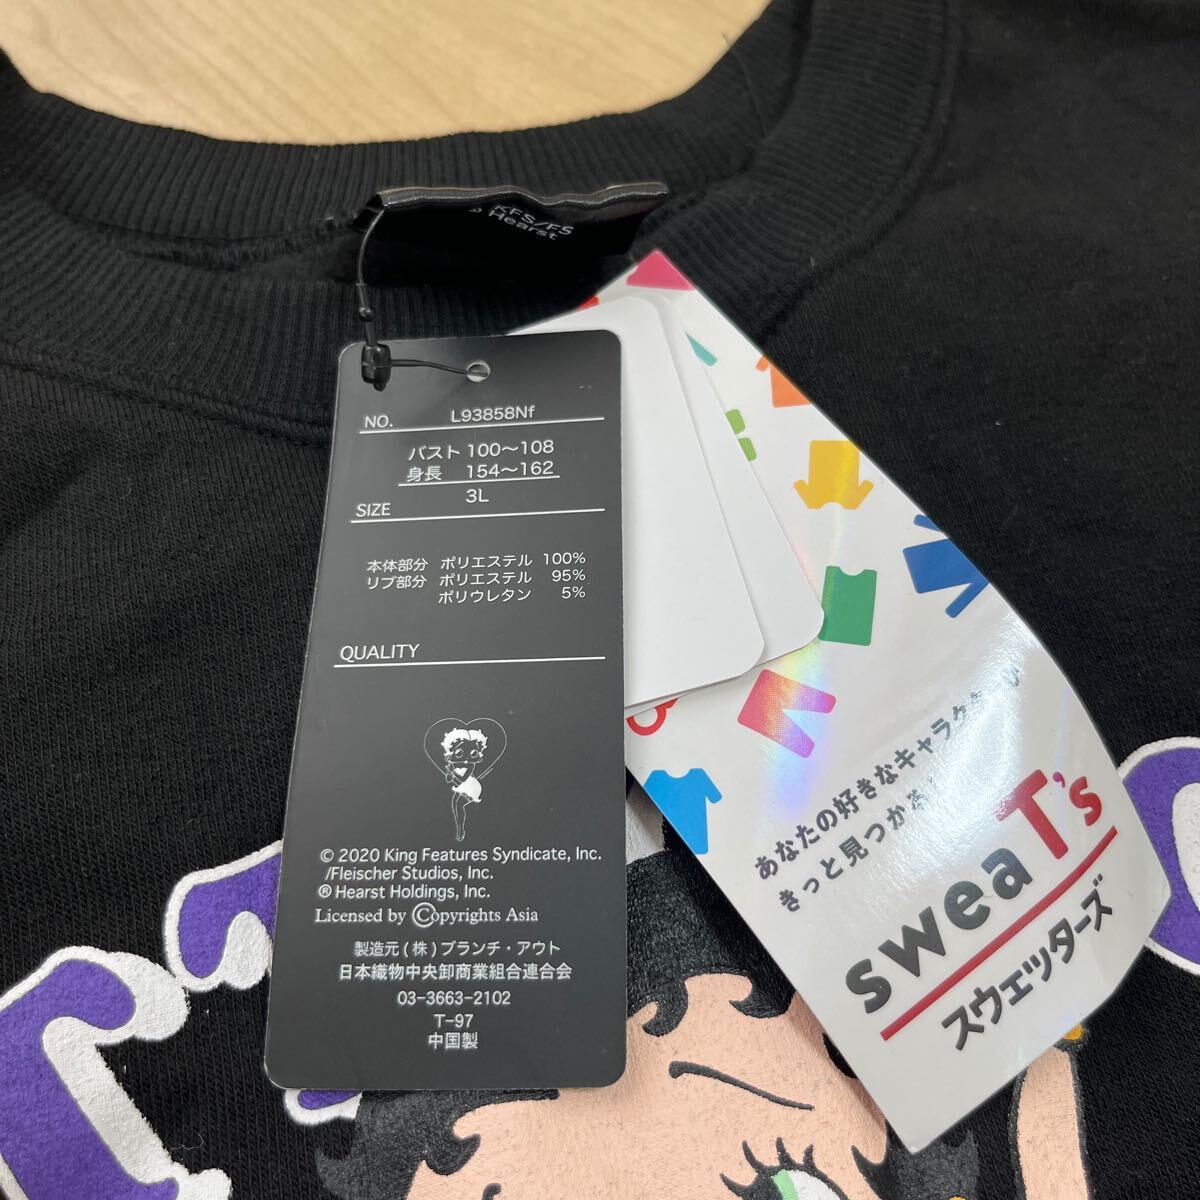 KFS/FS
Hearst
NO. L93858Nf
バスト 100〜108
身長 154〜162
3L
SIZE
本体部分 ポリエステル 100%
リブ部分 ポリエステル 95%
ポリウレタン 5%
QUALITY
© 2020 King Features Syndicate, Inc.
/Fleischer Studios, Inc.
® Hearst Holdings, Inc.
Licensed by Copyrights Asia
製造元(株)ブランチ・アウト
日本織物中央卸商業組合連合会
03-3663-2102
T-97
中国製
あなたの好きなキャラクタ
きっと見つかる
sweaT's
スウェッターズ